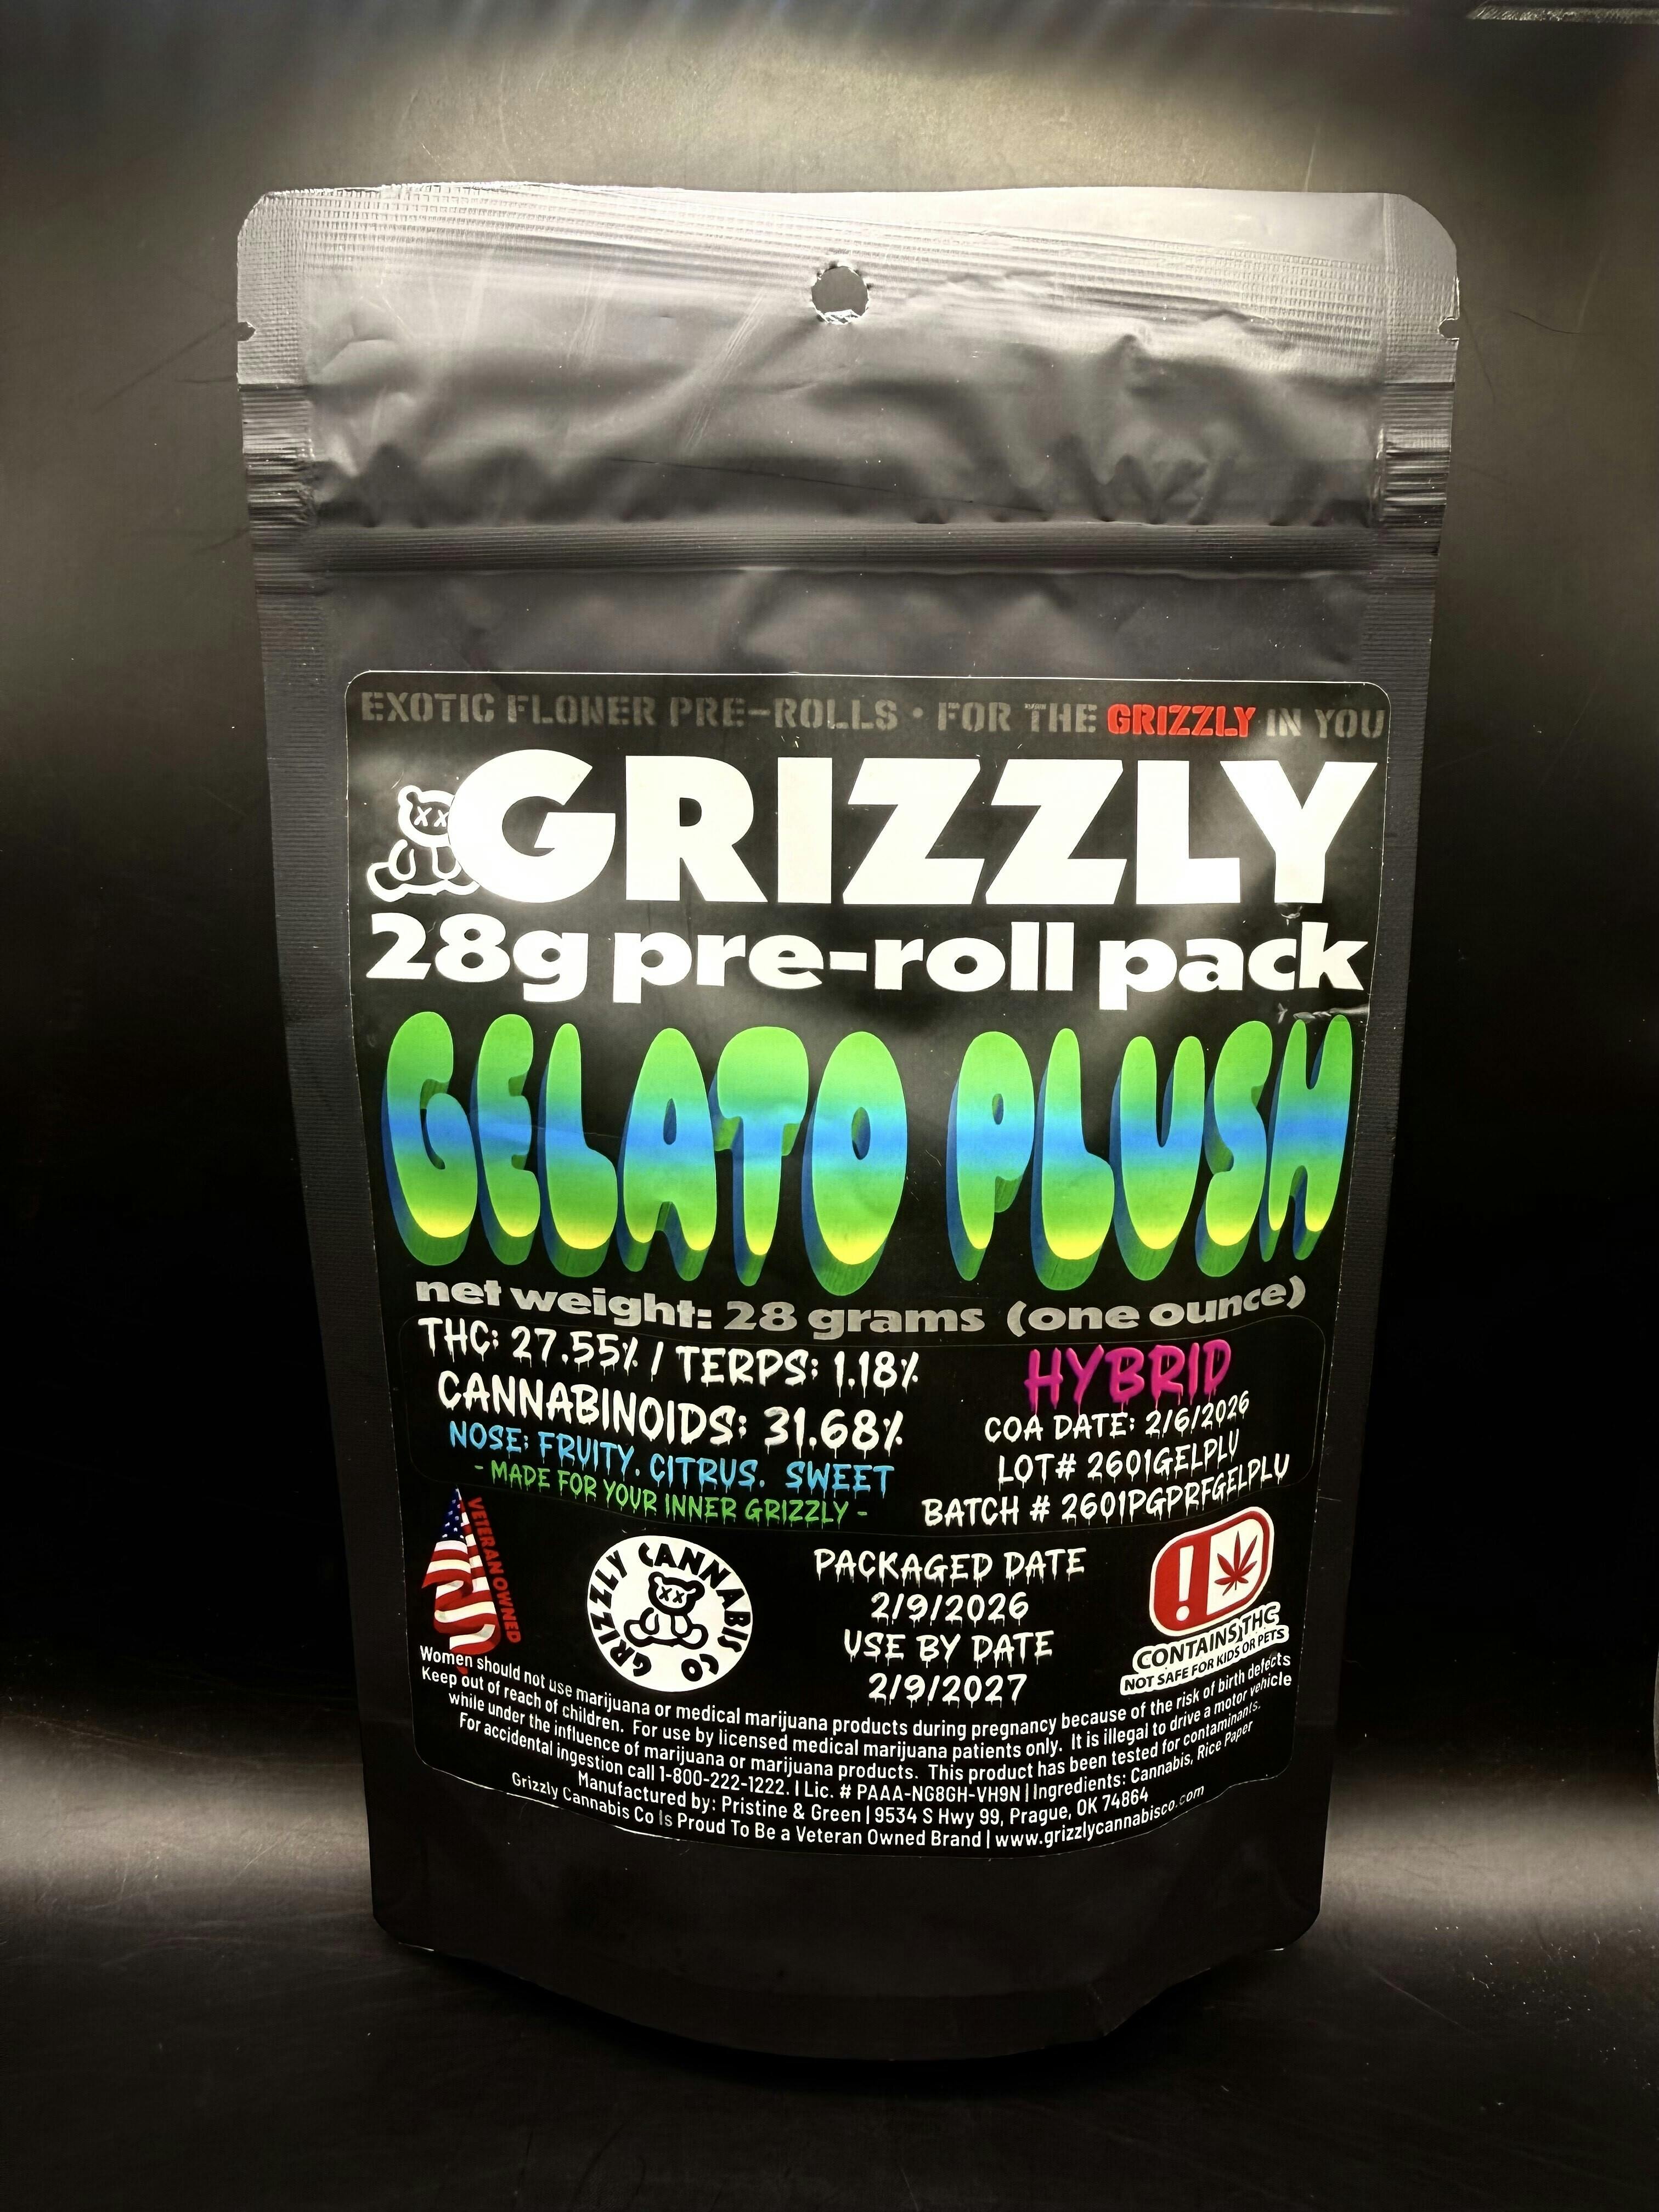 EXOTIC FLOWER PRE-ROLLS • FOR THE GRIZZLY IN YOU
GRIZZLY
28g pre-roll pack
GELATO PLUSH
net weight: 28 grams (one ounce)
THC: 27.55% / TERPS: 1.18%
CANNABINOIDS: 31.68%
NOSE: FRUITY. CITRUS. SWEET
- MADE FOR YOUR INNER GRIZZLY -
HYBRID
COA DATE: 2/6/2026
LOT# 2601GELPLU
BATCH # 2601PGPRFGELPLU
VETERAN OWNED
GRIZZLY CANNABIS CO
PACKAGED DATE
2/9/2026
USE BY DATE
2/9/2027
!
CONTAINS THC
NOT SAFE FOR KIDS OR PETS
Women should not use marijuana or medical marijuana products during pregnancy because of the risk of birth defects
Keep out of reach of children. For use by licensed medical marijuana patients only. It is illegal to drive a motor vehicle
while under the influence of marijuana or marijuana products. This product has been tested for contaminants.
For accidental ingestion call 1-800-222-1222. | Lic. # PAAA-NG8GH-VH9N | Ingredients: Cannabis, Rice Paper
Manufactured by: Pristine & Green | 9534 S Hwy 99, Prague, OK 74864
Grizzly Cannabis Co Is Proud To Be a Veteran Owned Brand | www.grizzlycannabisco.com